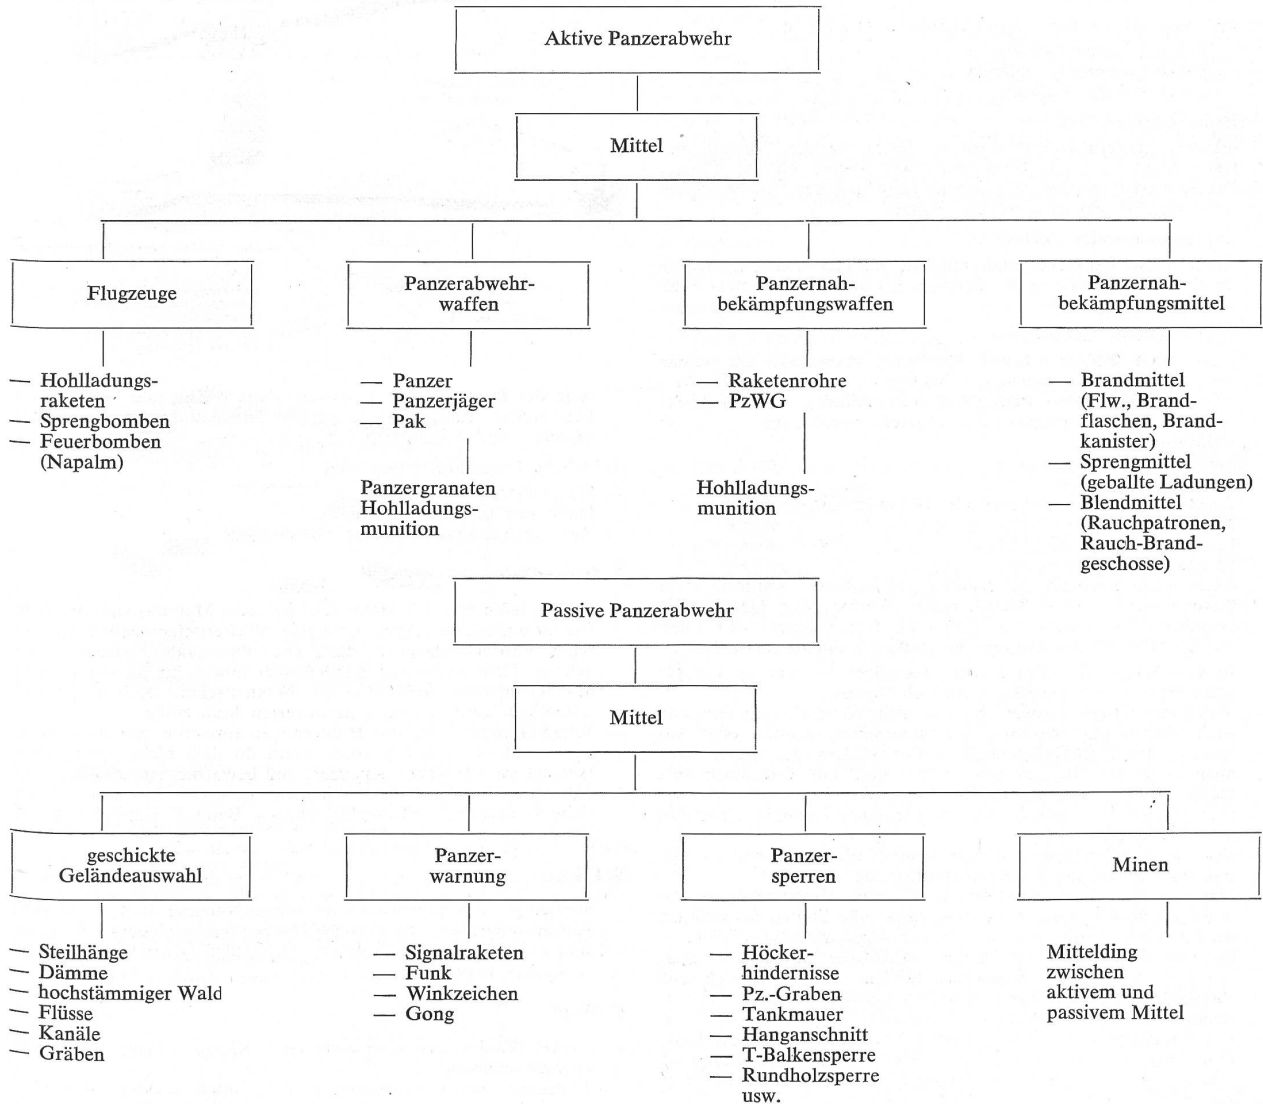 Aktive Panzerabwehr
Mittel
Flugzeuge
— Hohlladungs-
raketen
— Sprengbomben
— Feuerbomben
(Napalm)
Panzerabwehr-
waffen
— Panzer
— Panzerjäger
— Pak
Panzergranaten
Hohlladungs-
munition
Panzernah-
bekämpfungswaffen
— Raketenrohre
— PzWG
Hohlladungs-
munition
Panzernah-
bekämpfungsmittel
— Brandmittel
(Flw., Brand-
flaschen, Brand-
kanister)
— Sprengmittel
(geballte Ladungen)
— Blendmittel
(Rauchpatronen,
Rauch-Brand-
geschosse)
Passive Panzerabwehr
Mittel
geschickte
Geländeauswahl
— Steilhänge
— Dämme
— hochstämmiger Wald
— Flüsse
— Kanäle
— Gräben
Panzer-
warnung
— Signalraketen
— Funk
— Winkzeichen
— Gong
Panzer-
sperren
— Höcker-
hindernisse
— Pz.-Graben
— Tankmauer
— Hanganschnitt
— T-Balkensperre
— Rundholzsperre
usw.
Minen
Mittelding
zwischen
aktivem und
passivem Mittel